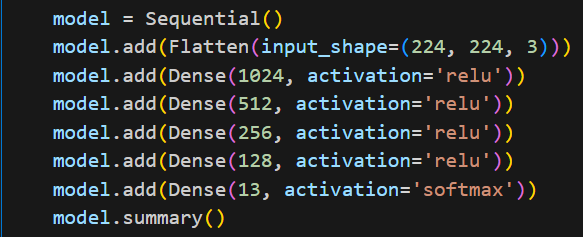 model = Sequential()
model.add(Flatten(input_shape=(224, 224, 3)))
model.add(Dense(1024, activation='relu'))
model.add(Dense(512, activation='relu'))
model.add(Dense(256, activation='relu'))
model.add(Dense(128, activation='relu'))
model.add(Dense(13, activation='softmax'))
model.summary()